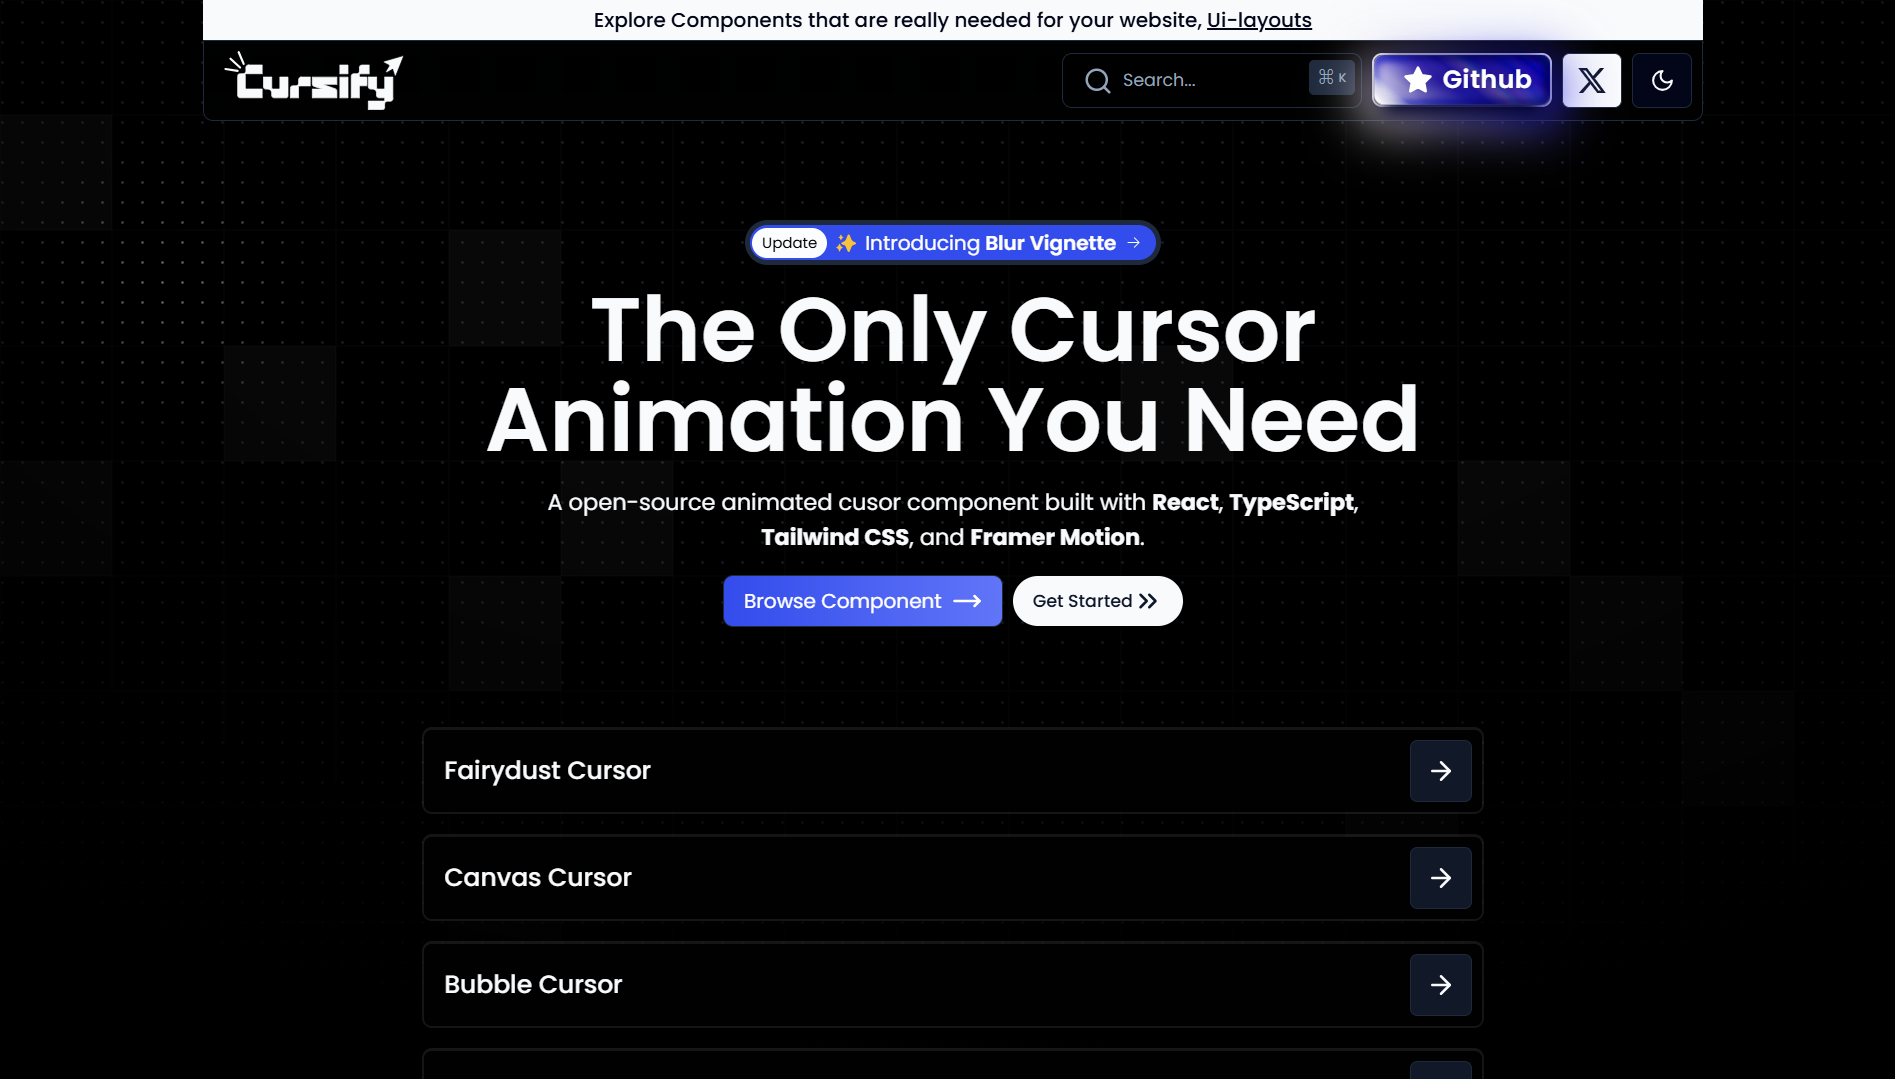 Explore Components that are really needed for your website, Ui-layouts
Cursify
Search...
⌘ K
Github
Update ✨ Introducing Blur Vignette →
The Only Cursor
Animation You Need
A open-source animated cusor component built with React, TypeScript,
Tailwind CSS, and Framer Motion.
Browse Component
Get Started
Fairydust Cursor
Canvas Cursor
Bubble Cursor